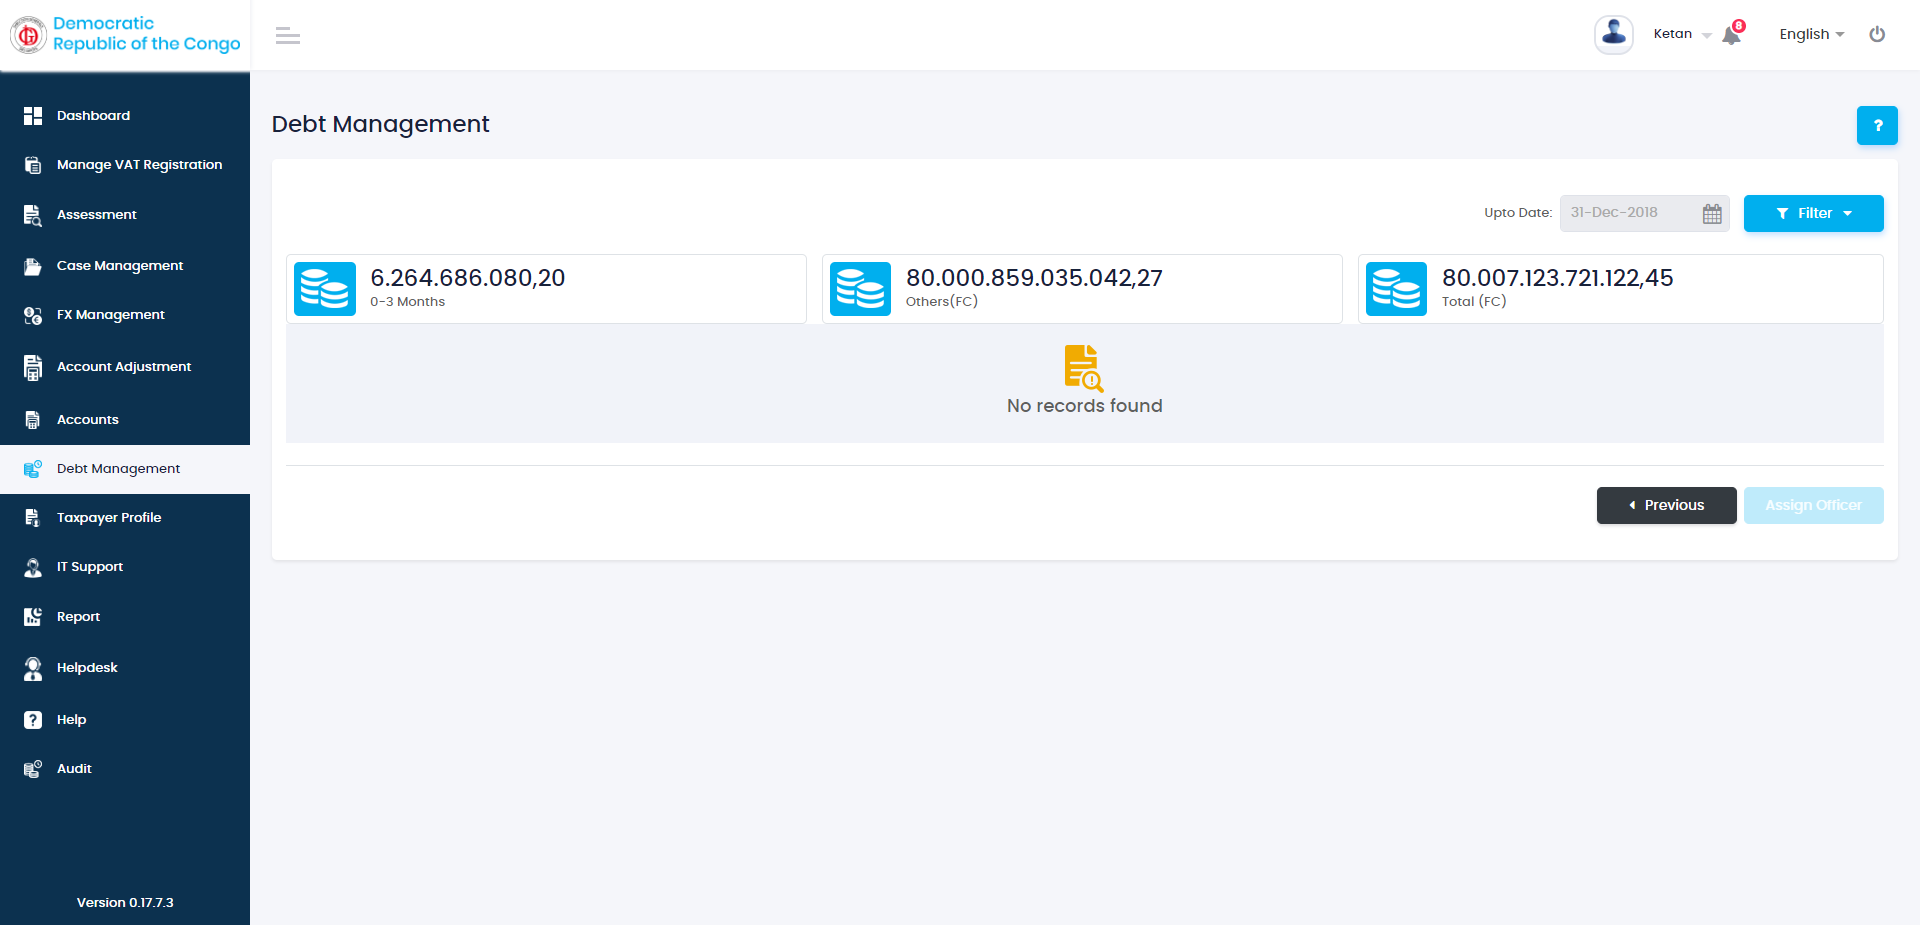 Democratic
Republic of the Congo
Ketan
8
English
Dashboard
Manage VAT Registration
Assessment
Case Management
FX Management
Account Adjustment
Accounts
Debt Management
Taxpayer Profile
IT Support
Report
Helpdesk
Help
Audit
Version 0.17.7.3
Debt Management
?
Upto Date: 31-Dec-2018 Filter
6.264.686.080,20
0-3 Months
80.000.859.035.042,27
Others(FC)
80.007.123.721.122,45
Total (FC)
No records found
Previous
Assign Officer